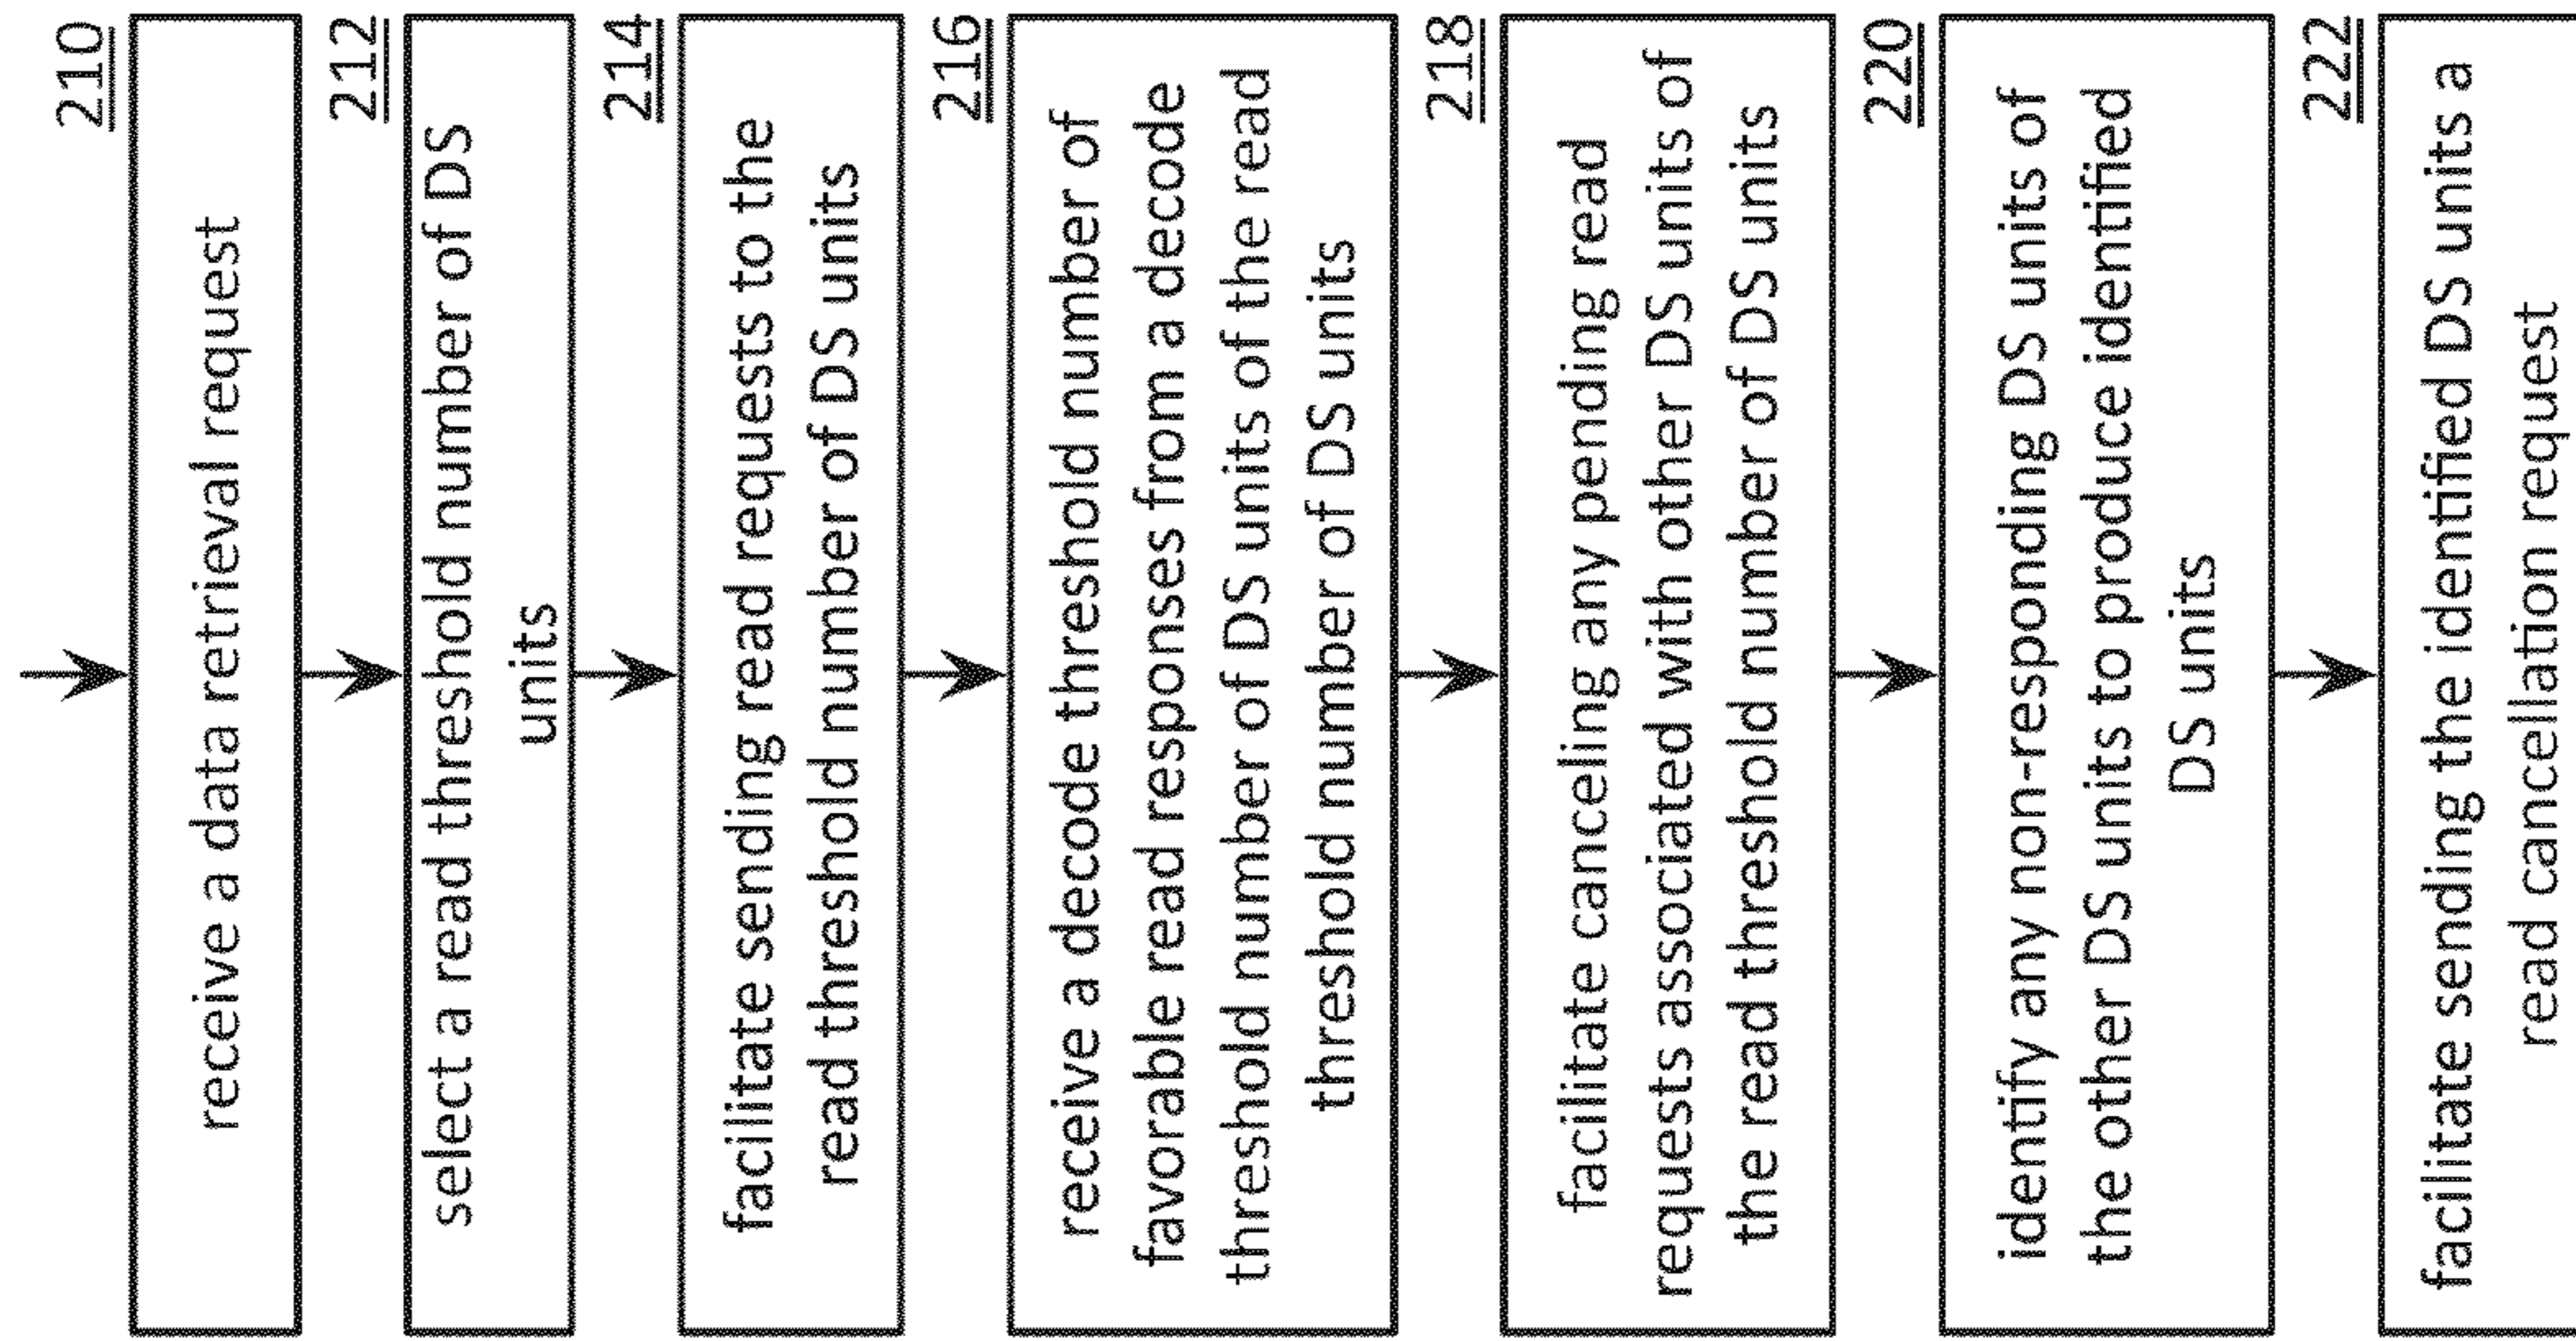 210
receive a data retrieval request
212
select a read threshold number of DS
units
214
facilitate sending read requests to the
read threshold number of DS units
216
receive a decode threshold number of
favorable read responses from a decode
threshold number of DS units of the read
threshold number of DS units
218
facilitate canceling any pending read
requests associated with other DS units of
the read threshold number of DS units
220
identify any non-responding DS units of
the other DS units to produce identified
DS units
222
facilitate sending the identified DS units a
read cancellation request